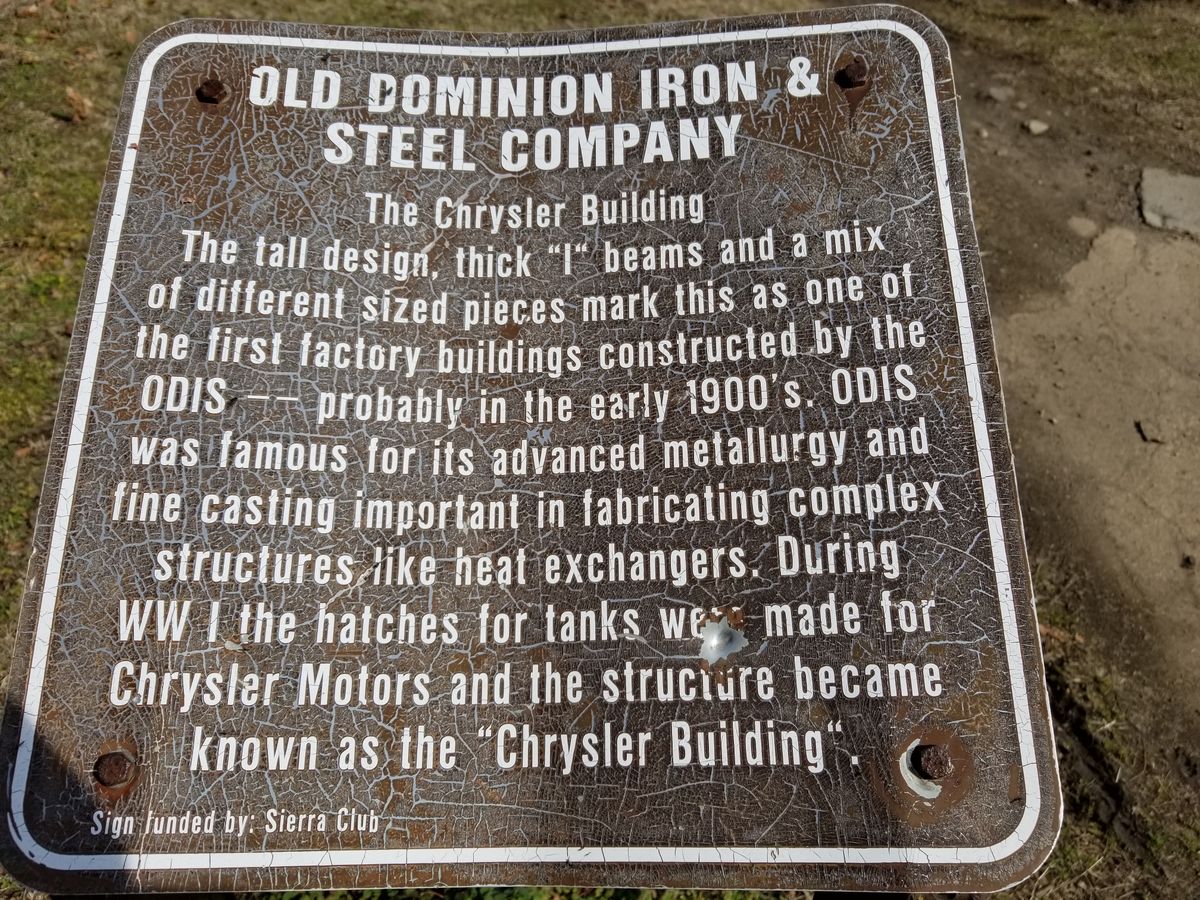 OLD DOMINION IRON &
STEEL COMPANY
The Chrysler Building
The tall design, thick "I" beams and a mix
of different sized pieces mark this as one of
the first factory buildings constructed by the
ODIS -- probably in the early 1900's. ODIS
was famous for its advanced metallurgy and
fine casting important in fabricating complex
structures like heat exchangers. During
WW I the hatches for tanks were made for
Chrysler Motors and the structure became
known as the "Chrysler Building".
Sign funded by: Sierra Club